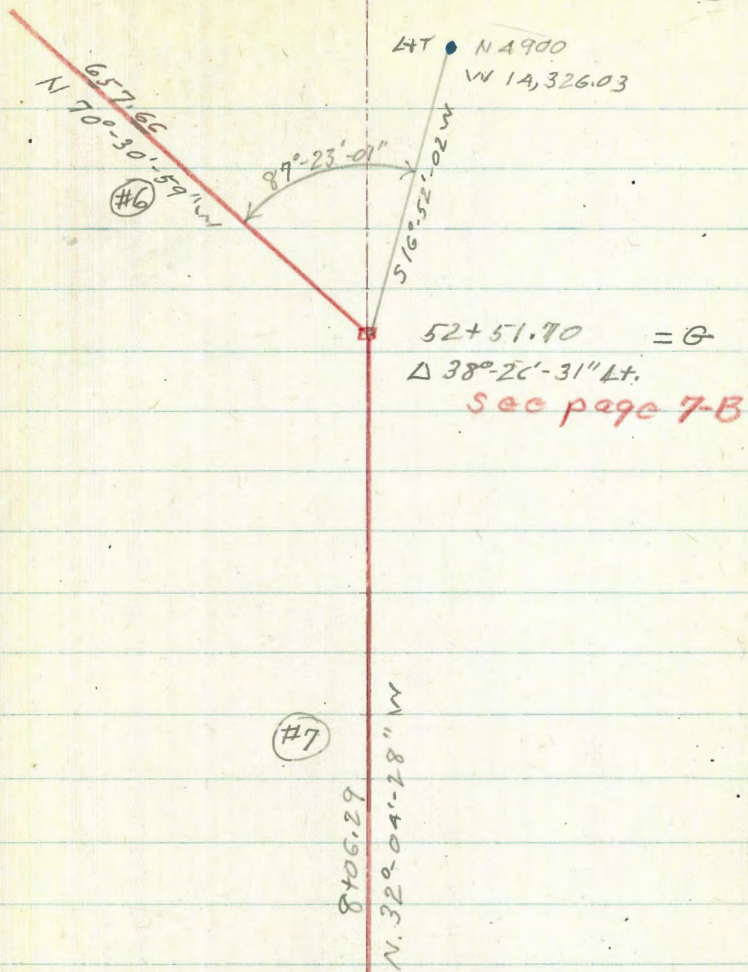 N 4900
W 14,326.03
657.66
N 70°-30'-59" W
87°-23'-01"
#6
S 16°-52'-02 W
52+51.70 = G
Δ 38°-26'-31" Lt.
See page 7-B
#7
8+06.29
N. 32°-04'-28" W